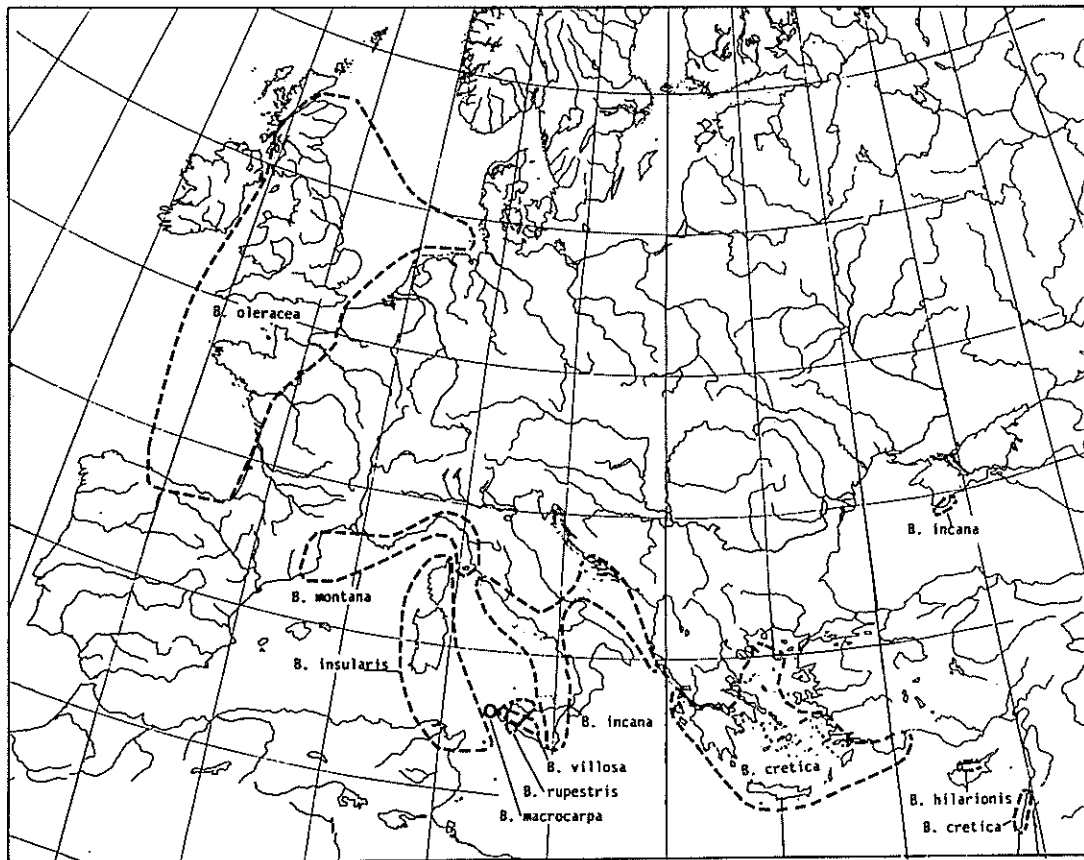 B. oleracea
B. incana
B. montana
B. insularis
B. incana
B. villosa
B. cretica
B. rupestris
B. hilarionis
B. macrocarpa
B. cretica